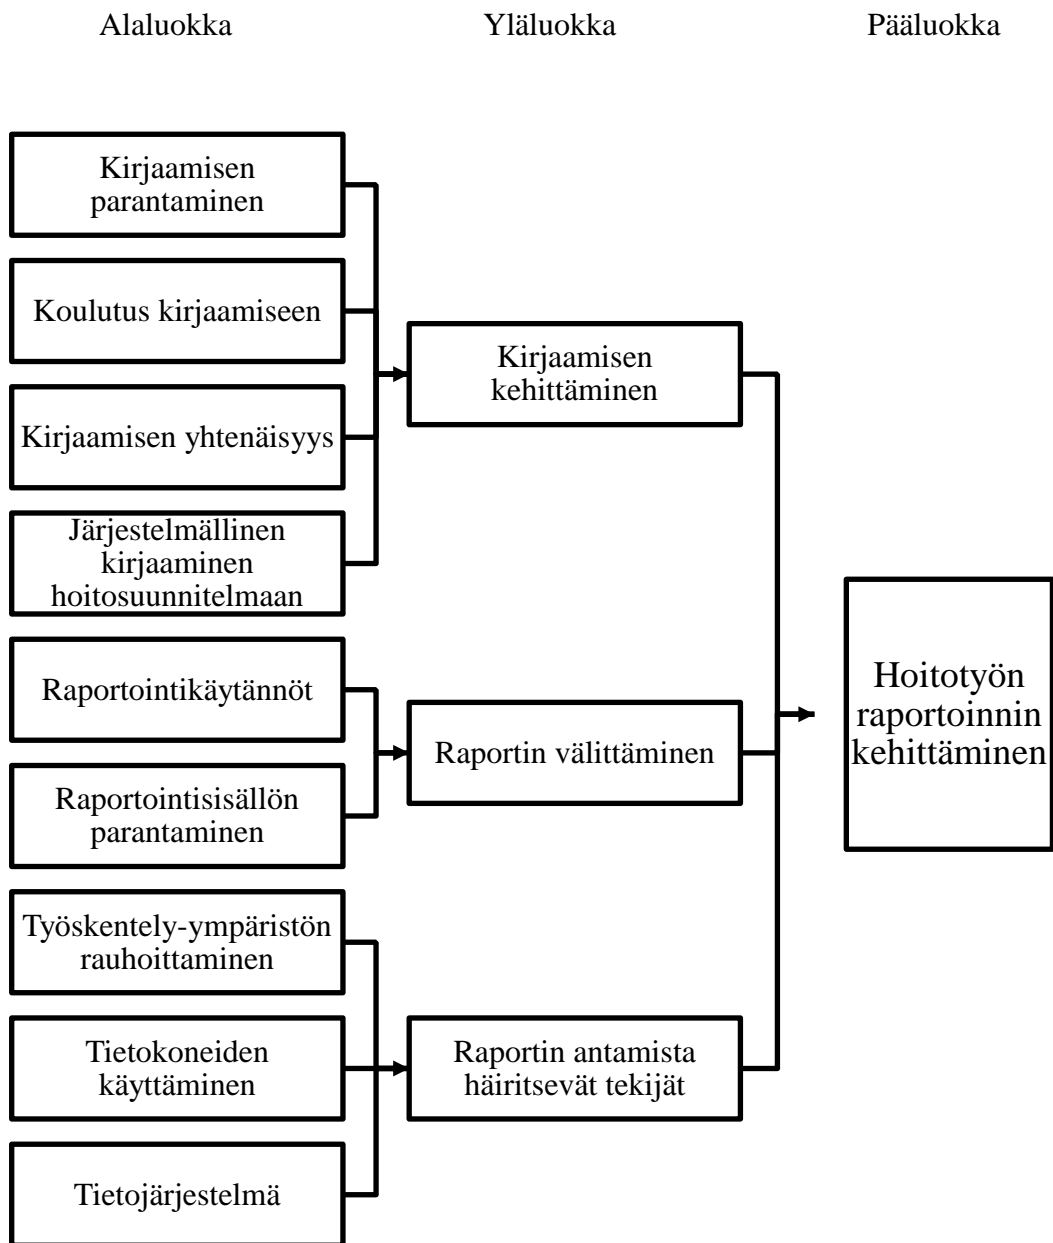 Alaluokka
Yläluokka
Pääluokka
Kirjaamisen
parantaminen
Koulutus kirjaamiseen
Kirjaamisen yhtenäisyys
Järjestelmällinen
kirjaaminen
hoitosuunnitelmaan
Raportointikäytännöt
Raportointisisällön
parantaminen
Työskentely-ympäristön
rauhoittaminen
Tietokoneiden
käyttäminen
Tietojärjestelmä
Kirjaamisen
kehittäminen
Raportin välittäminen
Raportin antamista
häiritsevät tekijät
Hoitotyön
raportoinnin
kehittäminen